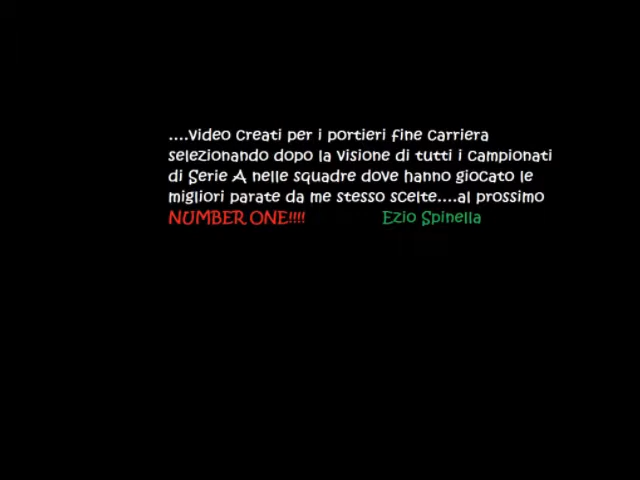 ....Video creati per i portieri fine carriera
selezionando dopo la visione di tutti i campionati
di Serie A nelle squadre dove hanno giocato le
migliori parate da me stesso scelte....al prossimo
NUMBER ONE!!!! Ezio Spinella